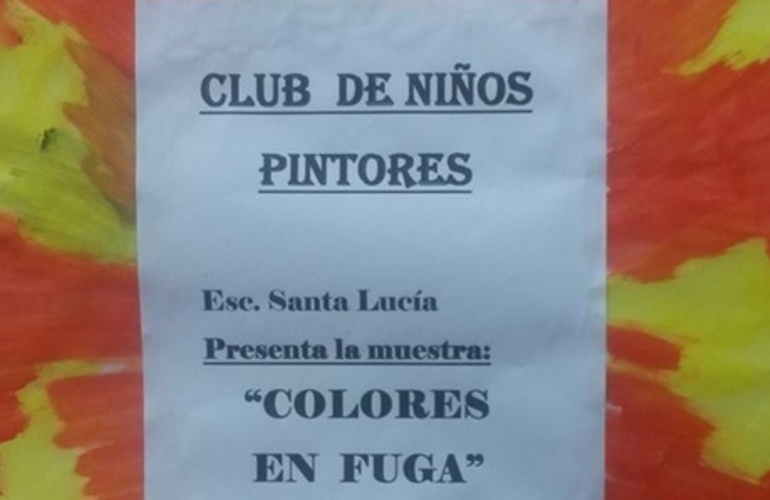 CLUB DE NIÑOS
PINTORES
Esc. Santa Lucía
Presenta la muestra:
“COLORES
EN FUGA”